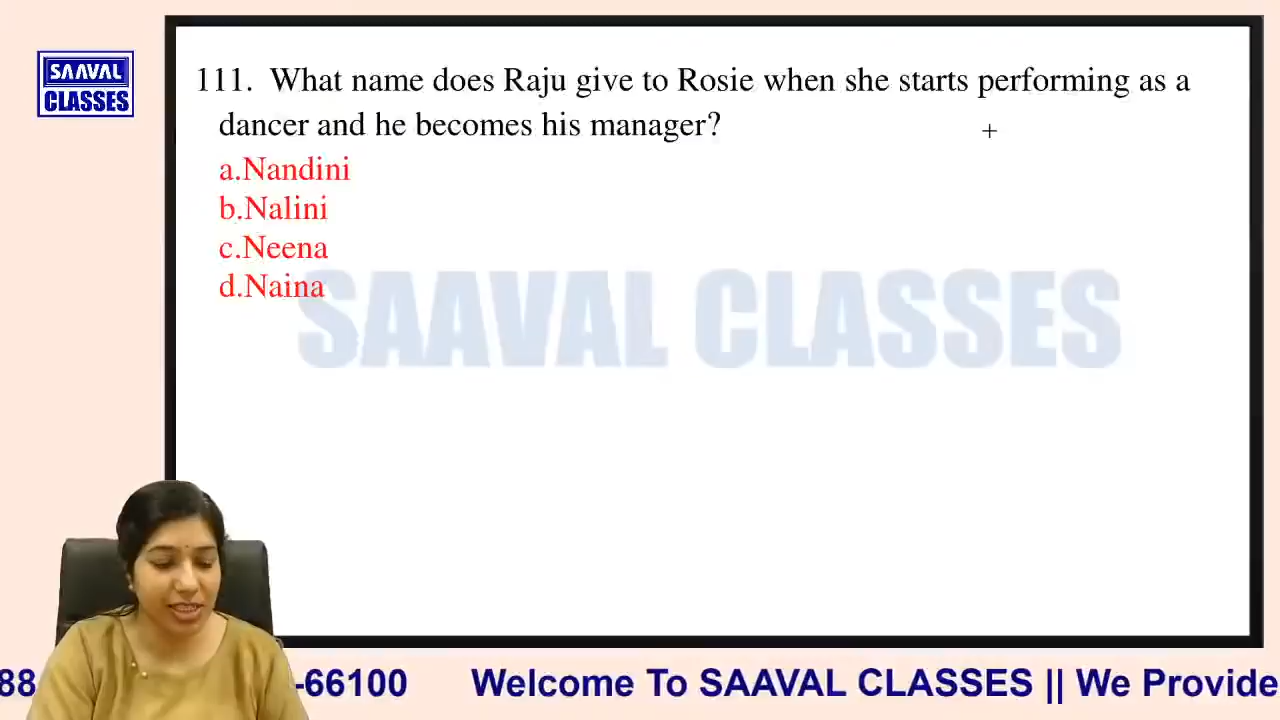 SAAVAL
CLASSES
111. What name does Raju give to Rosie when she starts performing as a
dancer and he becomes his manager?
a.Nandini
b.Nalini
c.Neena
d.Naina
SAAVAL CLASSES
88
-66100 Welcome To SAAVAL CLASSES || We Provide